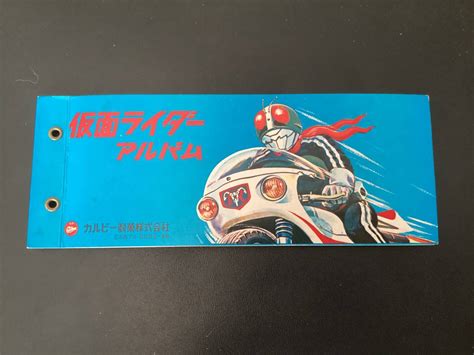 仮面ライダー
アルバム
カルビー製菓株式会社